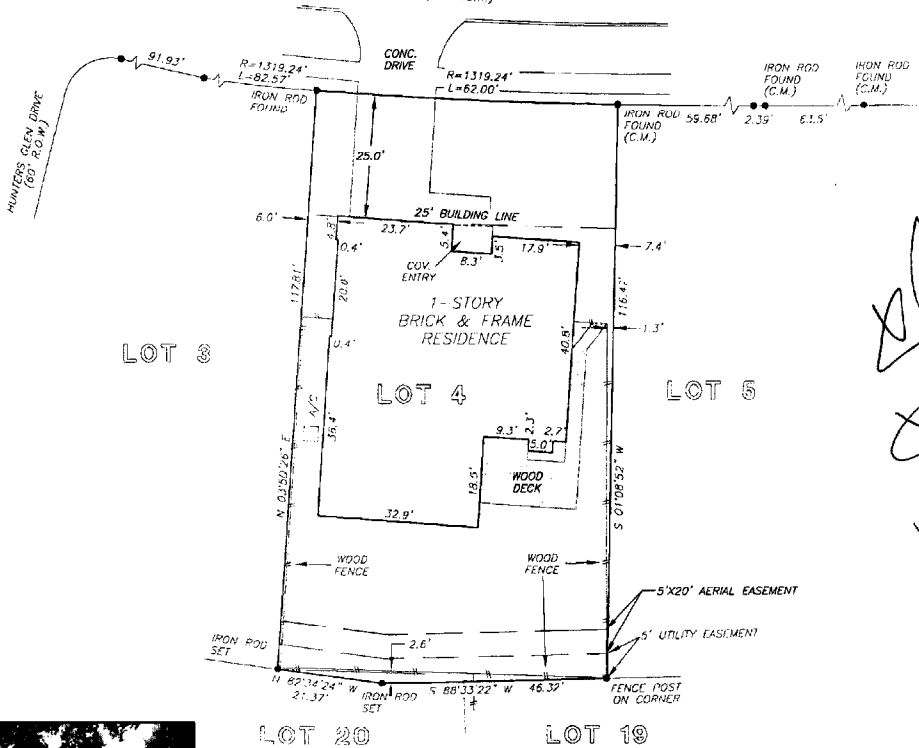 91.93'
R=1319.24'
L=82.57'
CONC.
DRIVE
R=1319.24'
L=62.00'
IRON ROD
FOUND
(C.M.)
IRON ROD
FOUND
(C.M.)
IRON ROD
FOUND
IRON ROD
FOUND
(C.M.)
59.68'
2.39'
63.5'
HUNTERS GLEN DRIVE
(60' R.O.W.)
25.0'
6.0'
25' BUILDING LINE
4.8'
23.7'
5.4'
8.3'
3.5'
17.9'
7.4'
0.4'
COV.
ENTRY
117.81'
20.0'
116.47'
1-STORY
BRICK & FRAME
RESIDENCE
1.3'
0.4'
40.8'
LOT 3
LOT 4
LOT 5
A/C
36.4'
9.3'
2.3'
5.0'
2.7'
18.5'
WOOD
DECK
N 03°50'26" E
S 01°08'52" W
32.9'
WOOD
FENCE
WOOD
FENCE
5'X20' AERIAL EASEMENT
5' UTILITY EASEMENT
IRON ROD
SET
2.6'
N 82°34'24" W
21.37'
IRON ROD
SET
S 88°33'22" W 46.32'
FENCE POST
ON CORNER
LOT 20
LOT 19